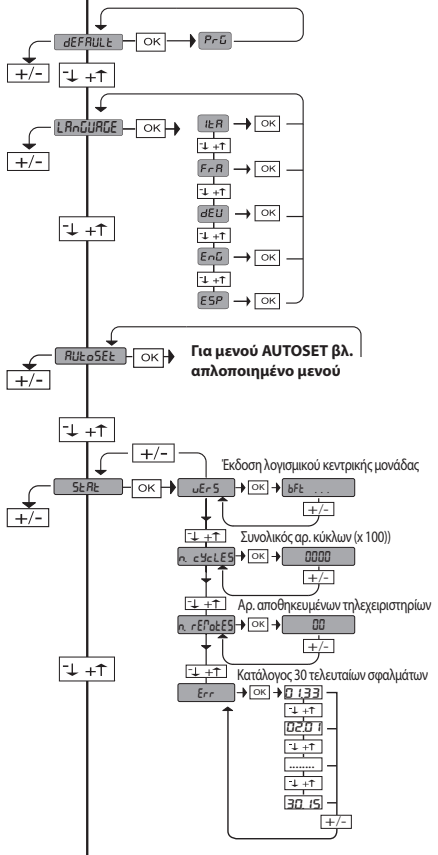 dEFAULt OK PrG
+/- -↓ +↑
LAnGUAGE OK ItA OK
+/- -↓ +↑
FrA OK
-↓ +↑
-↓ +↑ dEU OK
-↓ +↑
EnG OK
-↓ +↑
ESP OK
AUtoSEt OK Για μενού AUTOSET βλ.
απλοποιημένο μενού
+/-
-↓ +↑
+/-
Έκδοση λογισμικού κεντρικής μονάδας
StAt OK vErS OK bFt ...
+/- +/-
-↓ +↑ Συνολικός αρ. κύκλων (x 100))
n. cYcLES OK 0000
+/-
-↓ +↑ Αρ. αποθηκευμένων τηλεχειριστηρίων
n. rEMotES OK 00
+/-
-↓ +↑ -↓ +↑ Κατάλογος 30 τελευταίων σφαλμάτων
Err OK 01.33
-↓ +↑
02.01
-↓ +↑
........
-↓ +↑
30. 15
+/-